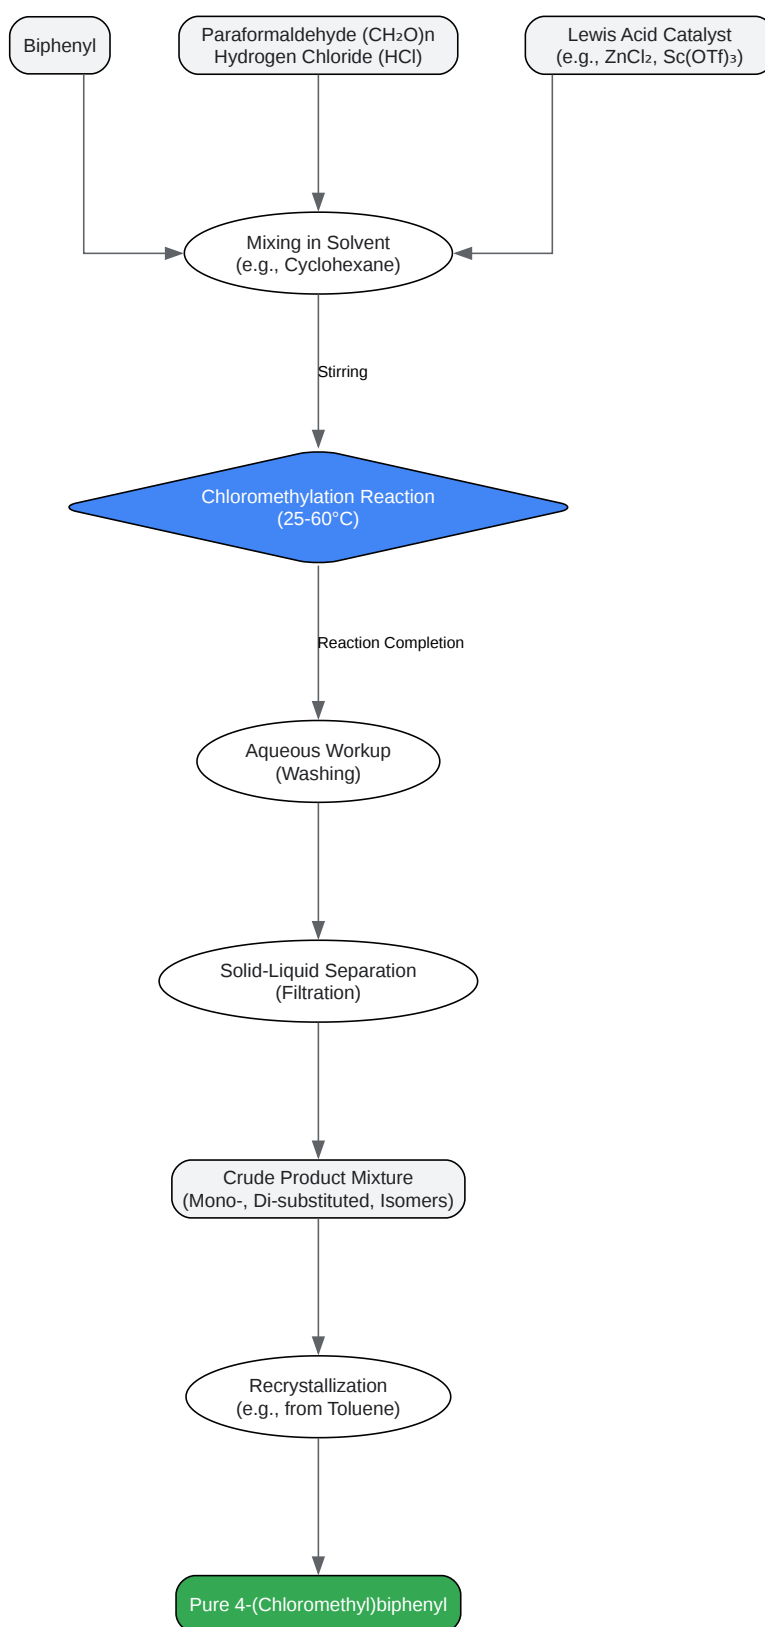 Biphenyl
Paraformaldehyde (CH₂O)n
Hydrogen Chloride (HCl)
Lewis Acid Catalyst
(e.g., ZnCl₂, Sc(OTf)₃)
Mixing in Solvent
(e.g., Cyclohexane)
Stirring
Chloromethylation Reaction
(25-60°C)
Reaction Completion
Aqueous Workup
(Washing)
Solid-Liquid Separation
(Filtration)
Crude Product Mixture
(Mono-, Di-substituted, Isomers)
Recrystallization
(e.g., from Toluene)
Pure 4-(Chloromethyl)biphenyl